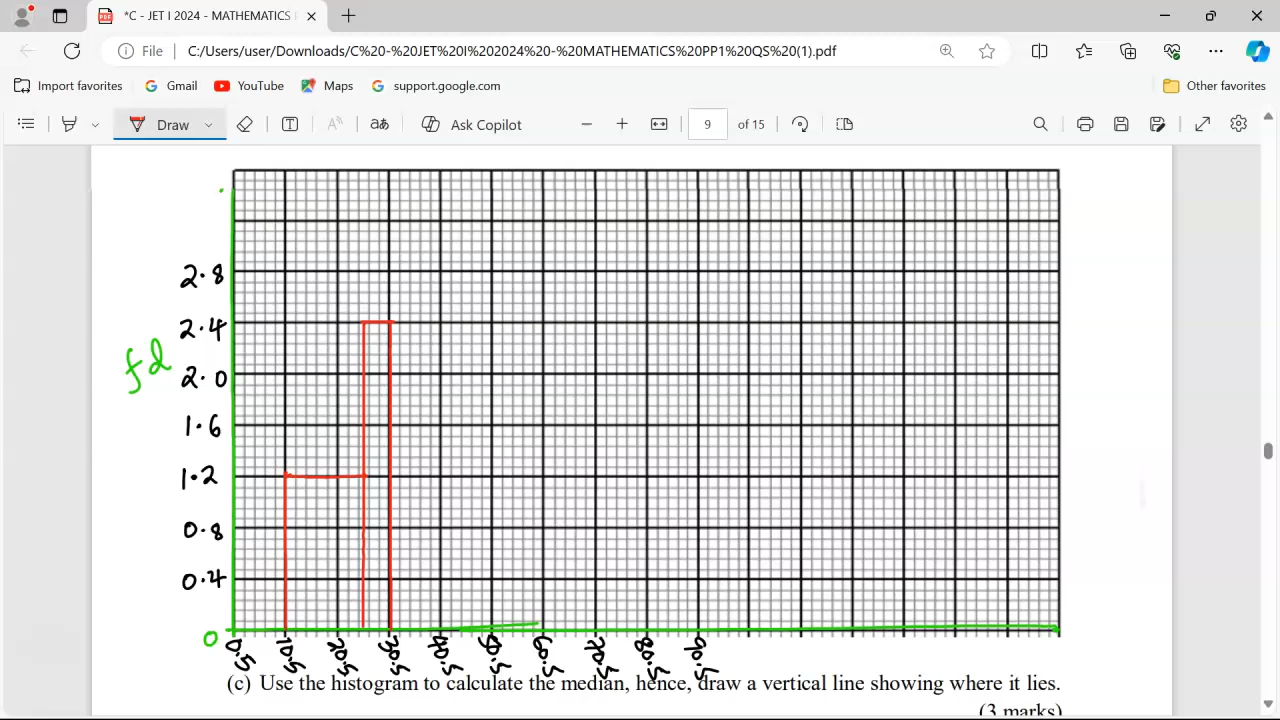 *C - JET I 2024 - MATHEMATICS
File
C:/Users/user/Downloads/C%20-%20JET%20I%202024%20-%20MATHEMATICS%20PP1%20QS%20(1).pdf
Import favorites
Gmail
YouTube
Maps
support.google.com
Other favorites
Draw
Ask Copilot
9
of 15
2.8
2.4
fd
2.0
1.6
1.2
0.8
0.4
0
0.5 10.5 20.5 30.5 40.5 50.5 60.5 70.5 80.5 90.5
(c) Use the histogram to calculate the median, hence, draw a vertical line showing where it lies.
(3 marks)